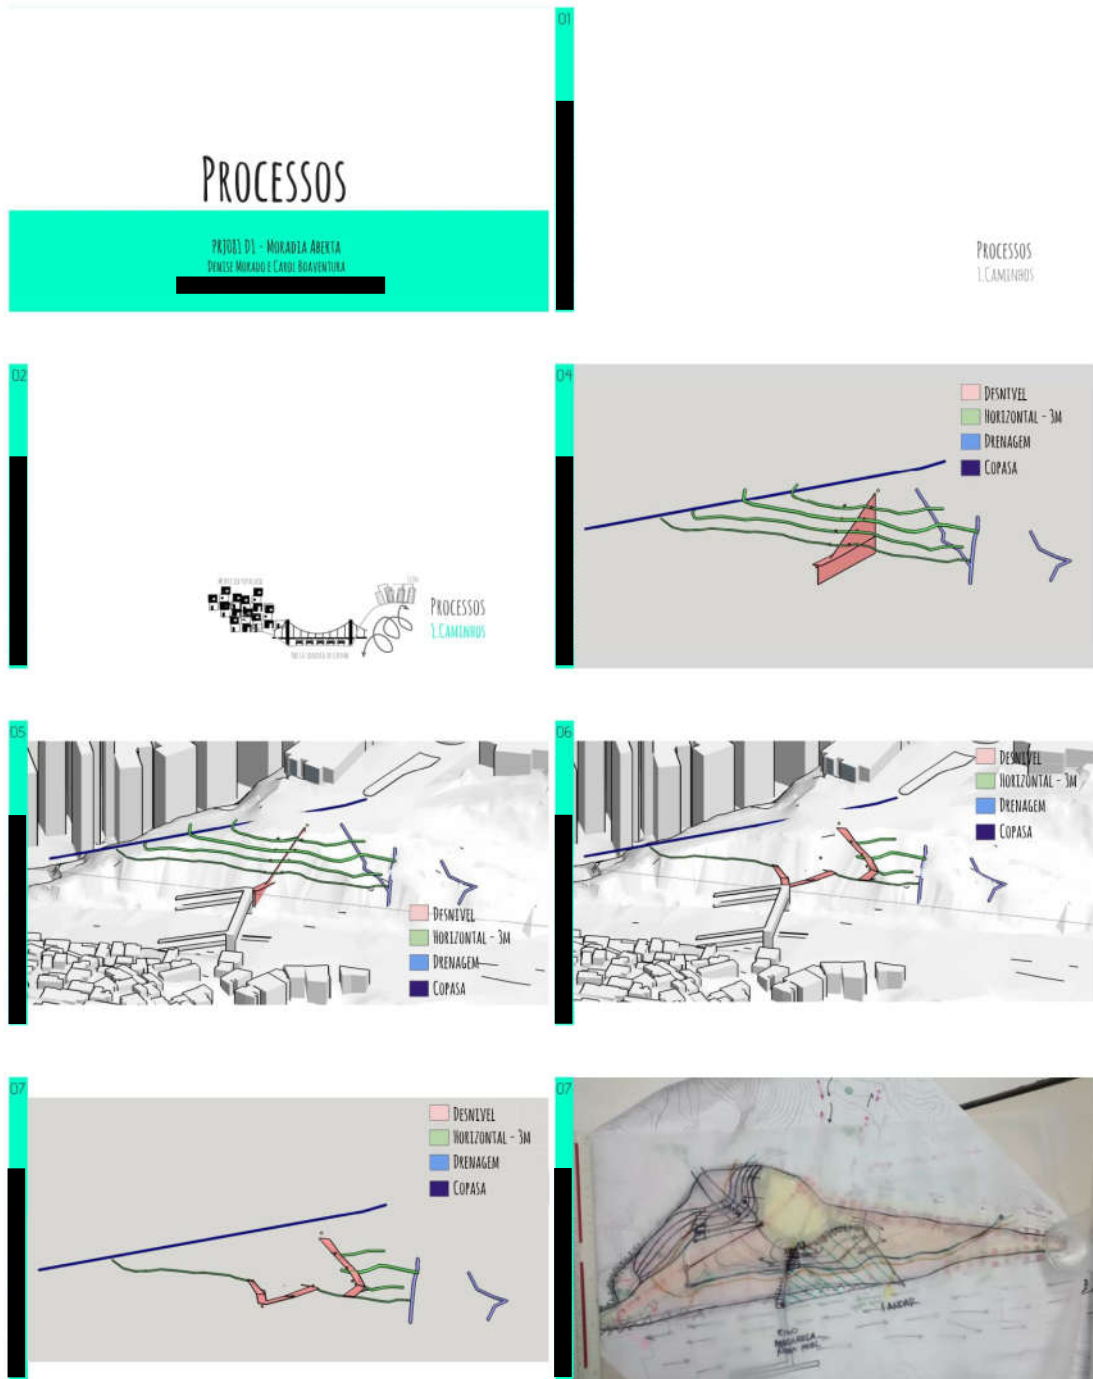 PROCESSOS
PRJ081 D1 - MORADIA ABERTA
DENISE MORADO E CAROL BOAVENTURA
01
PROCESSOS
1.CAMINHOS
02
PROCESSOS
1.CAMINHOS
04
DESNIVEL
HORIZONTAL - 3M
DRENAGEM
COPASA
05
DESNIVEL
HORIZONTAL - 3M
DRENAGEM
COPASA
06
DESNIVEL
HORIZONTAL - 3M
DRENAGEM
COPASA
07
DESNIVEL
HORIZONTAL - 3M
DRENAGEM
COPASA
07
1 ANDAR